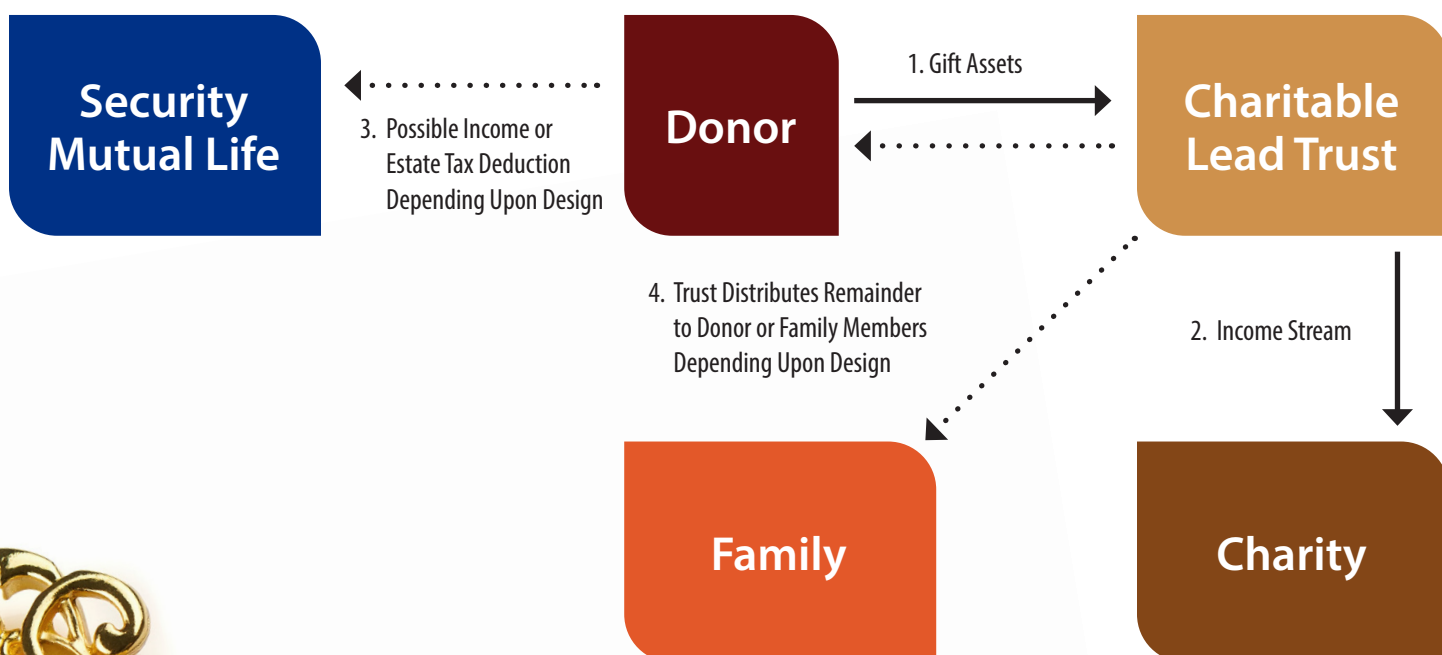 Security
Mutual Life
3. Possible Income or
Estate Tax Deduction
Depending Upon Design
Donor
1. Gift Assets
Charitable
Lead Trust
4. Trust Distributes Remainder
to Donor or Family Members
Depending Upon Design
2. Income Stream
Family
Charity